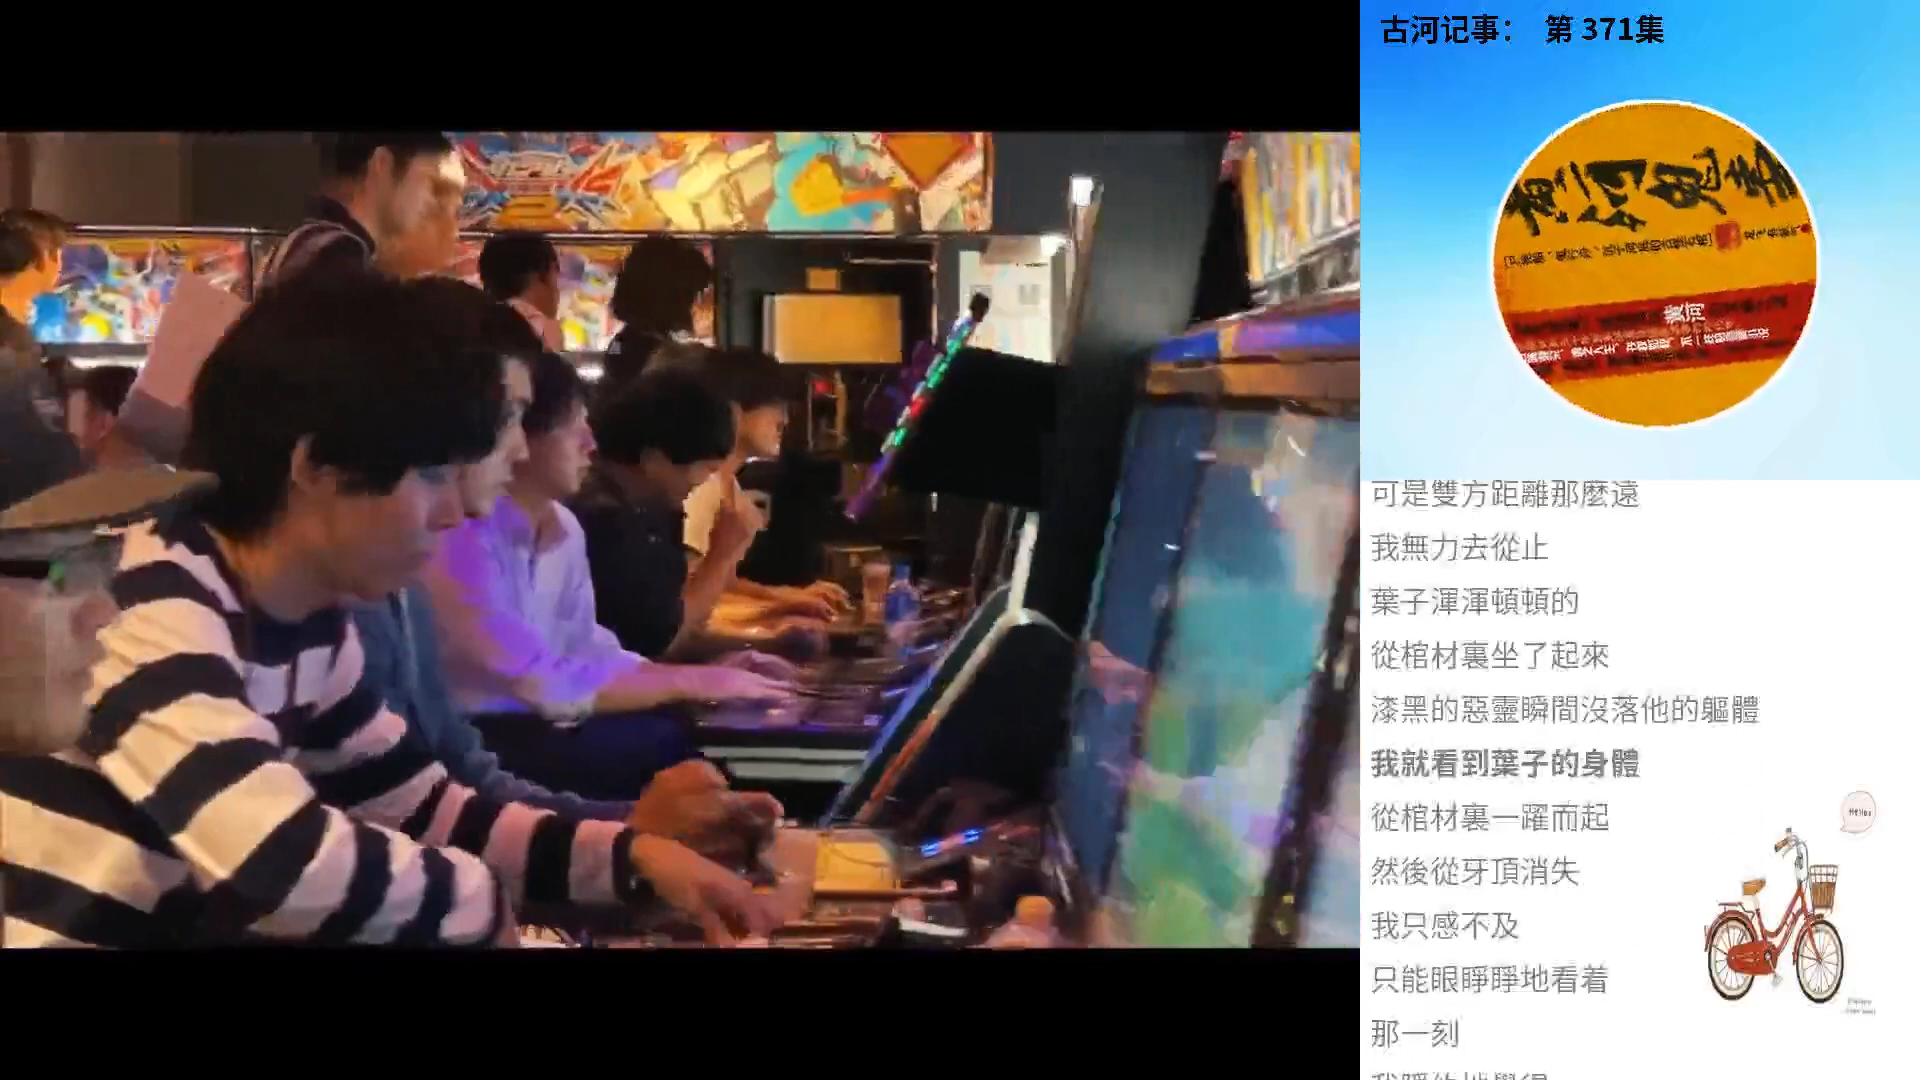 古河记事： 第 371集
黄河
可是雙方距離那麼遠
我無力去從止
葉子渾渾頓頓的
從棺材裏坐了起來
漆黑的惡靈瞬間沒落他的軀體
我就看到葉子的身體
從棺材裏一躍而起
然後從牙頂消失
我只感不及
只能眼睜睜地看着
那一刻